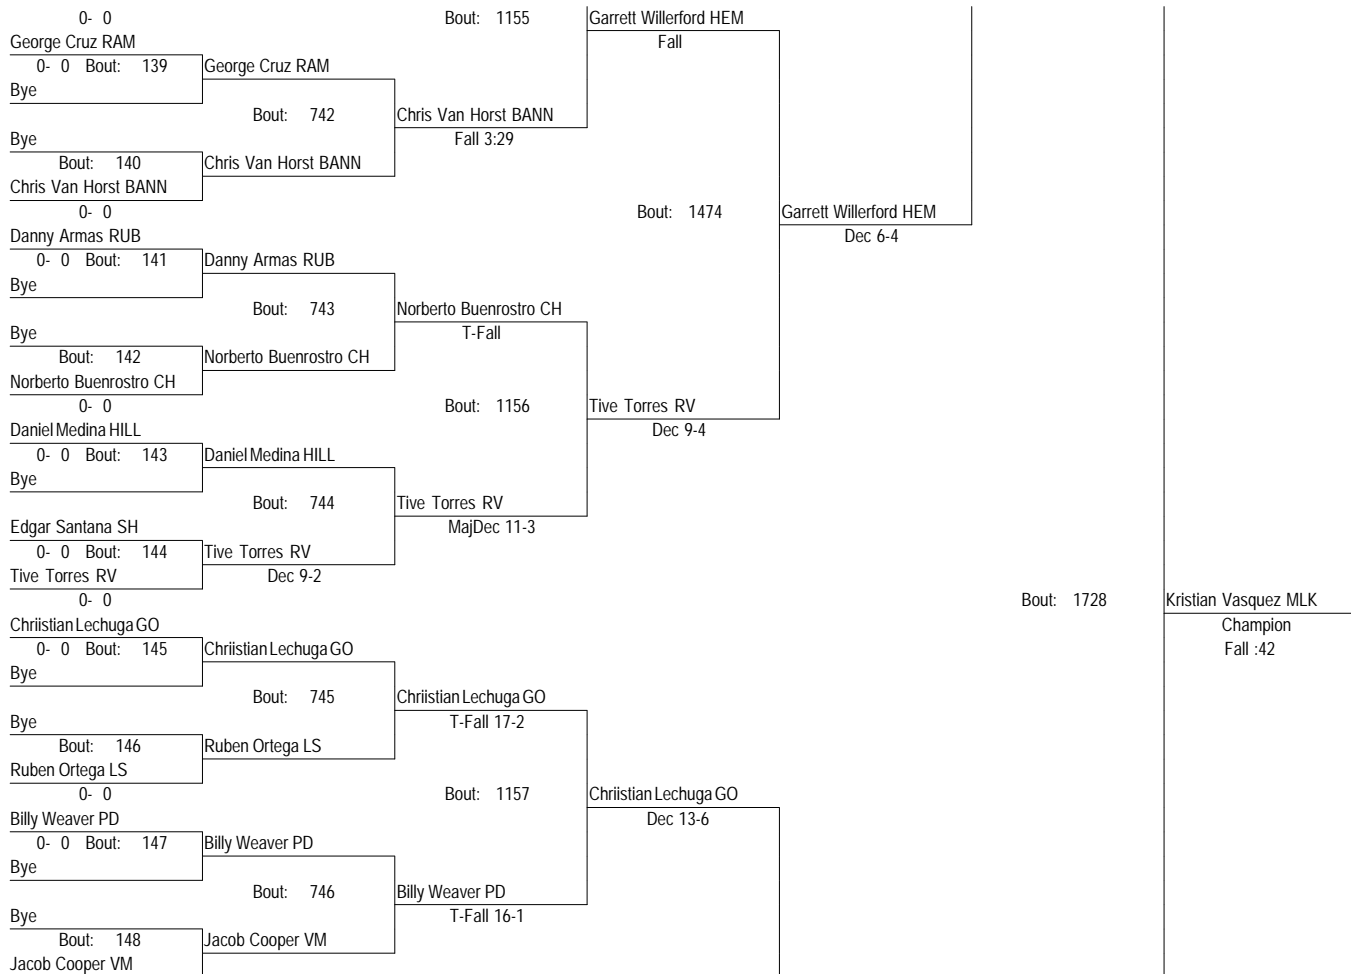 0- 0 Bout: 1155 Garrett Willerford HEM
George Cruz RAM Fall
0- 0 Bout: 139 George Cruz RAM
Bye
Bout: 742 Chris Van Horst BANN
Bye Fall 3:29
Bout: 140 Chris Van Horst BANN
Chris Van Horst BANN
0- 0 Bout: 1474 Garrett Willerford HEM
Danny Armas RUB Dec 6-4
0- 0 Bout: 141 Danny Armas RUB
Bye
Bout: 743 Norberto Buenrostro CH
Bye T-Fall
Bout: 142 Norberto Buenrostro CH
Norberto Buenrostro CH
0- 0 Bout: 1156 Tive Torres RV
Daniel Medina HILL Dec 9-4
0- 0 Bout: 143 Daniel Medina HILL
Bye
Bout: 744 Tive Torres RV
Edgar Santana SH MajDec 11-3
0- 0 Bout: 144 Tive Torres RV
Tive Torres RV Dec 9-2
0- 0 Bout: 1728 Kristian Vasquez MLK
Chriistian Lechuga GO Champion
0- 0 Bout: 145 Chriistian Lechuga GO Fall :42
Bye
Bout: 745 Chriistian Lechuga GO
Bye T-Fall 17-2
Bout: 146 Ruben Ortega LS
Ruben Ortega LS
0- 0 Bout: 1157 Chriistian Lechuga GO
Billy Weaver PD Dec 13-6
0- 0 Bout: 147 Billy Weaver PD
Bye
Bout: 746 Billy Weaver PD
Bye T-Fall 16-1
Bout: 148 Jacob Cooper VM
Jacob Cooper VM